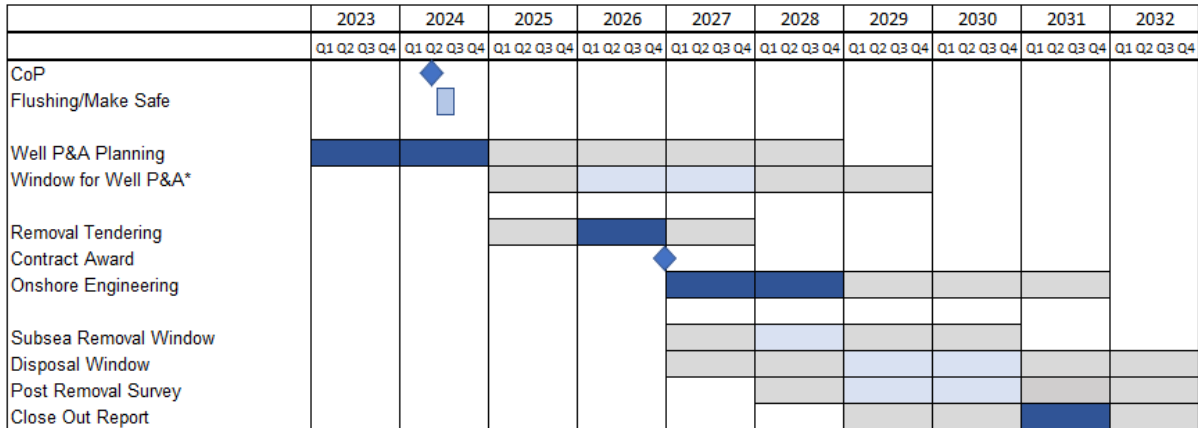 2023 2024 2025 2026 2027 2028 2029 2030 2031 2032
Q1 Q2 Q3 Q4 Q1 Q2 Q3 Q4 Q1 Q2 Q3 Q4 Q1 Q2 Q3 Q4 Q1 Q2 Q3 Q4 Q1 Q2 Q3 Q4 Q1 Q2 Q3 Q4 Q1 Q2 Q3 Q4 Q1 Q2 Q3 Q4 Q1 Q2 Q3 Q4
CoP
Flushing/Make Safe
Well P&A Planning
Window for Well P&A*
Removal Tendering
Contract Award
Onshore Engineering
Subsea Removal Window
Disposal Window
Post Removal Survey
Close Out Report